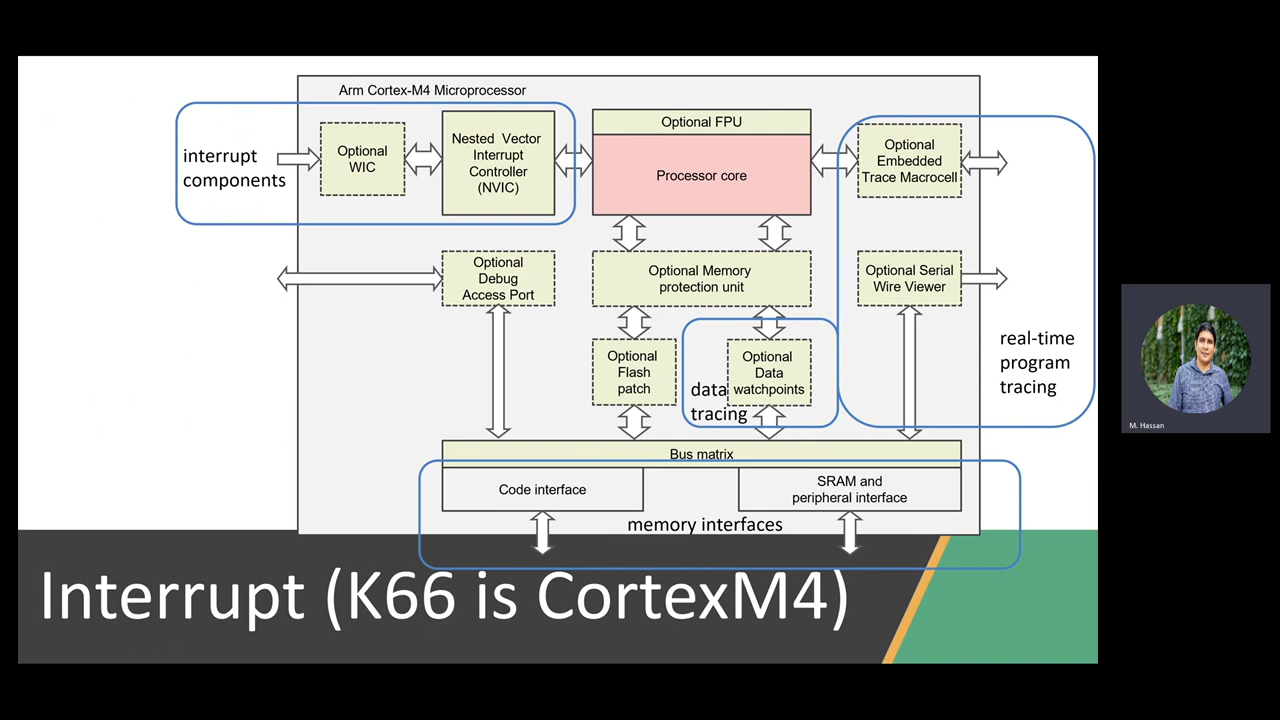 Arm Cortex-M4 Microprocessor
interrupt
components
Optional
WIC
Nested Vector
Interrupt
Controller
(NVIC)
Optional FPU
Processor core
Optional
Embedded
Trace Macrocell
Optional
Debug
Access Port
Optional Memory
protection unit
Optional Serial
Wire Viewer
real-time
program
tracing
Optional
Flash
patch
Optional
Data
watchpoints
data
tracing
Bus matrix
Code interface
SRAM and
peripheral interface
memory interfaces
Interrupt (K66 is CortexM4)
M. Hassan